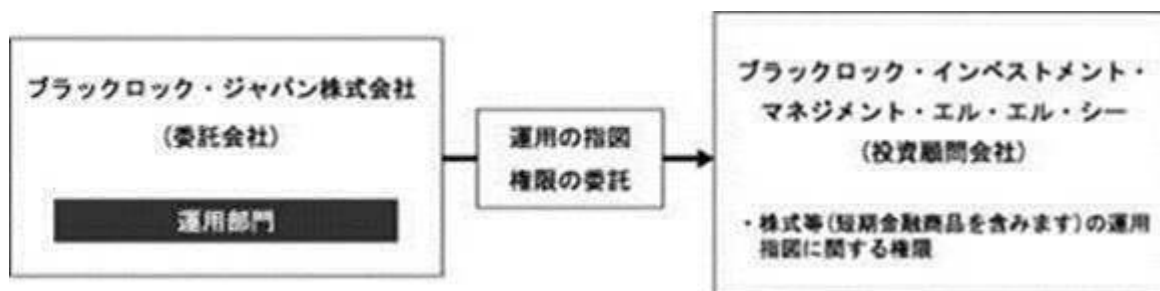 ブラックロック・ジャパン株式会社
(委託会社)
運用部門
運用の指図
権限の委託
ブラックロック・インベストメント・
マネジメント・エル・エル・シー
(投資顧問会社)
・株式等(短期金融商品を含みます)の運用
指図に関する権限